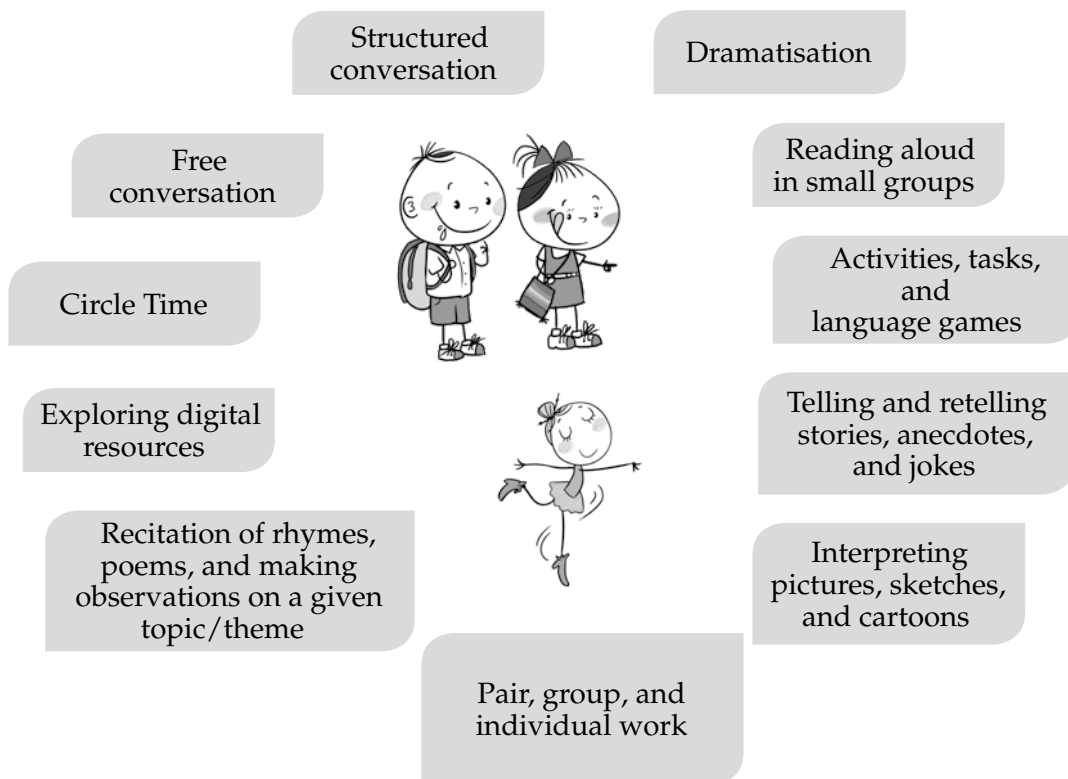 Structured
conversation
Dramatisation
Free
conversation
Reading aloud
in small groups
Circle Time
Activities, tasks,
and
language games
Exploring digital
resources
Telling and retelling
stories, anecdotes,
and jokes
Recitation of rhymes,
poems, and making
observations on a given
topic/theme
Interpreting
pictures, sketches,
and cartoons
Pair, group, and
individual work